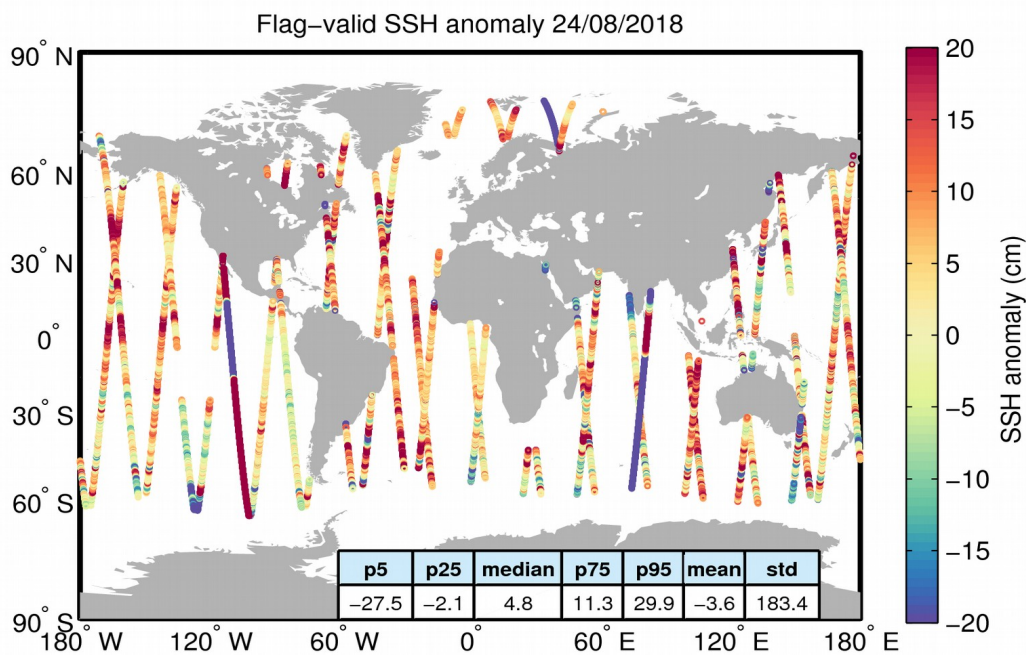 Flag−valid SSH anomaly 24/08/2018
90° N
60° N
30° N
0°
30° S
60° S
90° S
180° W
120° W
60° W
0°
60° E
120° E
180° E
p5 p25 median p75 p95 mean std
−27.5 −2.1 4.8 11.3 29.9 −3.6 183.4
20
15
10
5
0
−5
−10
−15
−20
SSH anomaly (cm)